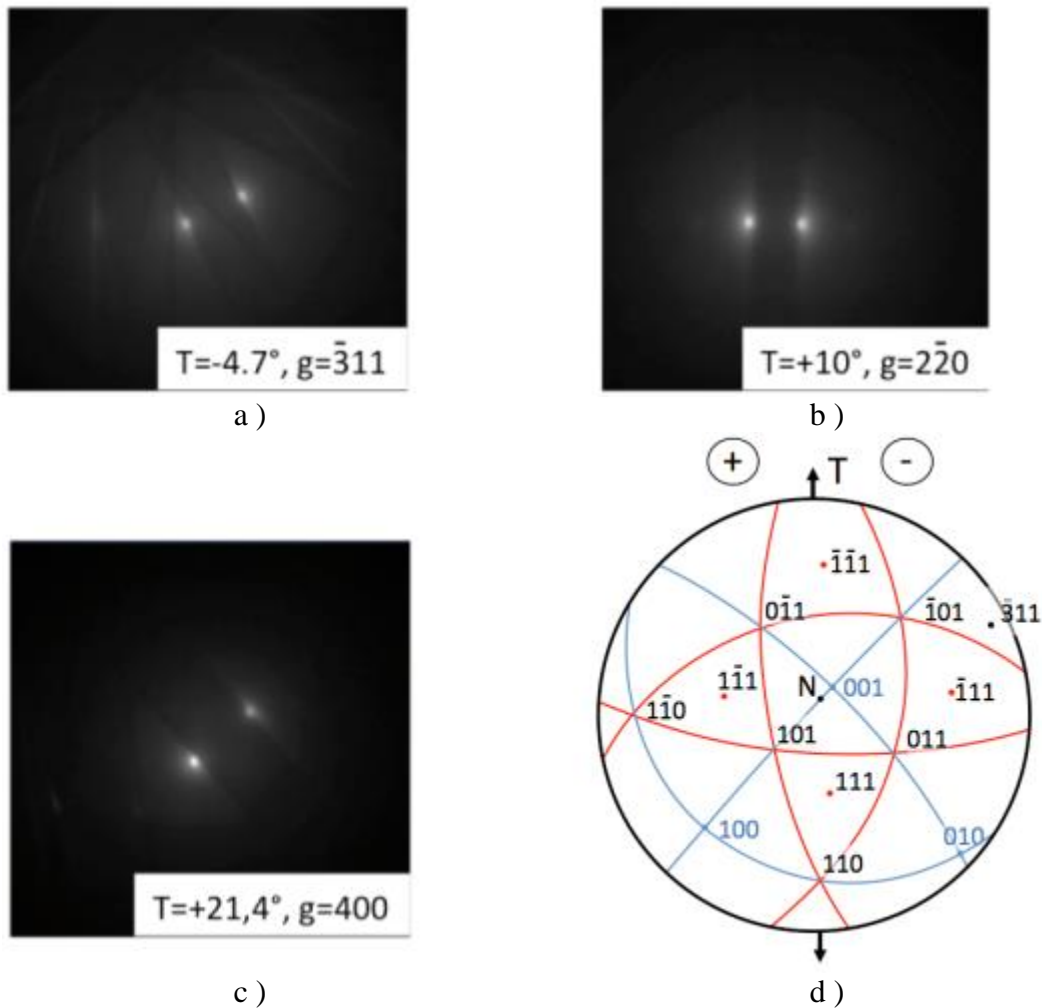 T=-4.7°, g=3̄11
a )
T=+10°, g=22̄0
b )
T=+21,4°, g=400
c )
+ T -
1̄1̄1
01̄1 1̄01 3̄11
11̄1 N 001 1̄11
11̄0
101 011
111
100 010
110
d )